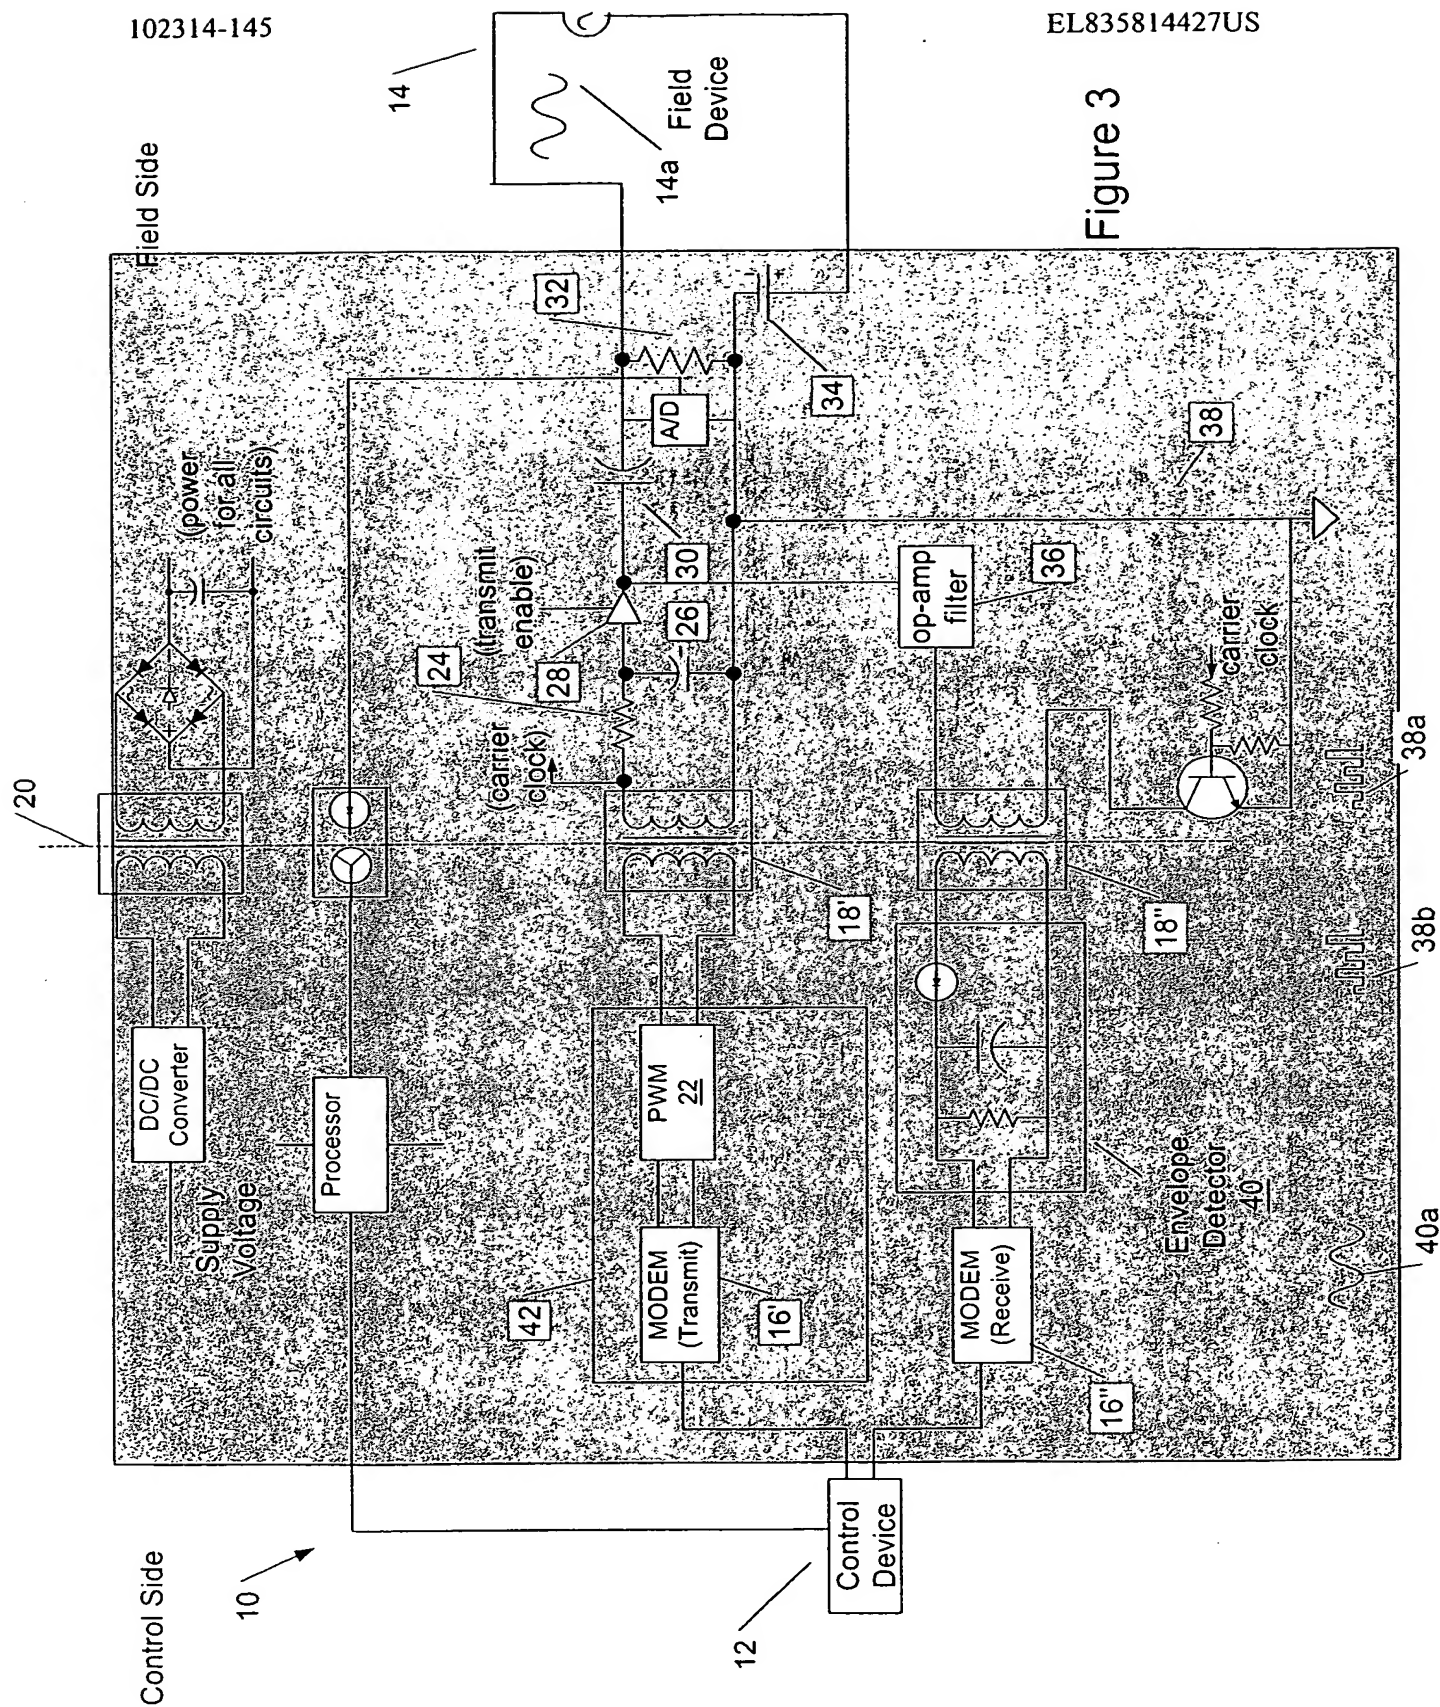 102314-145
EL835814427US
Control Side
Field Side
10
20
14
14a
Field
Device
(power
for all
circuits)
DC/DC
Converter
Supply
Voltage
Processor
(transmit
enable)
(carrier
clock)
24
28
26
30
32
34
A/D
18'
PWM
22
42
MODEM
(Transmit)
16'
op-amp
filter
36
38
carrier
clock
18"
MODEM
(Receive)
16"
Envelope
Detector
40
Control
Device
12
38a
38b
40a
Figure 3